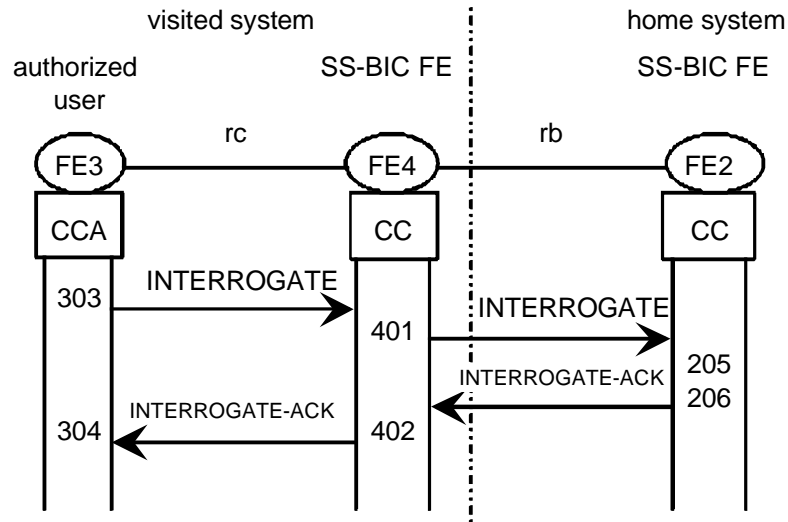 visited system
home system
authorized
user
SS-BIC FE
SS-BIC FE
rc
rb
FE3
FE4
FE2
CCA
CC
CC
303
INTERROGATE
401
INTERROGATE
205
INTERROGATE-ACK
206
304
INTERROGATE-ACK
402